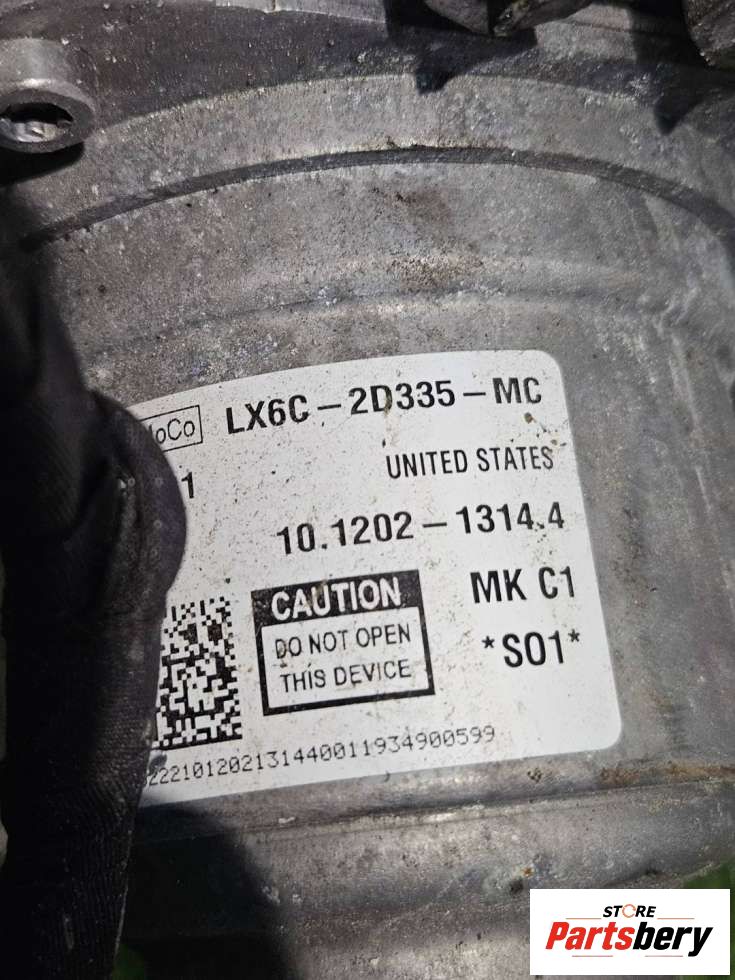 LX6C-2D335-MC
UNITED STATES
1
10.1202-1314.4
CAUTION
DO NOT OPEN
THIS DEVICE
MK C1
*S01*
STORE
Partsbery